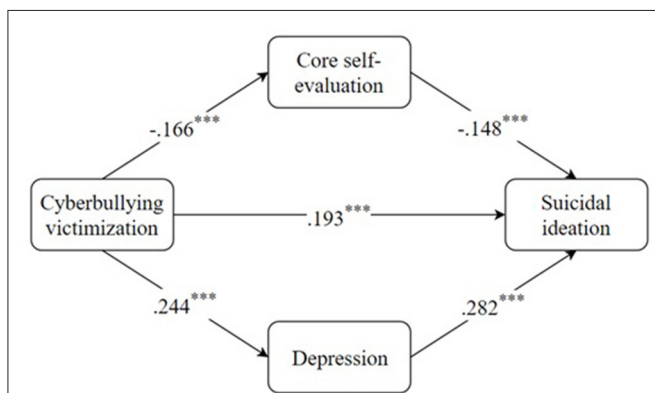 Core self-
evaluation
-.166***
-.148***
Cyberbullying
victimization
.193***
Suicidal
ideation
.244***
.282***
Depression